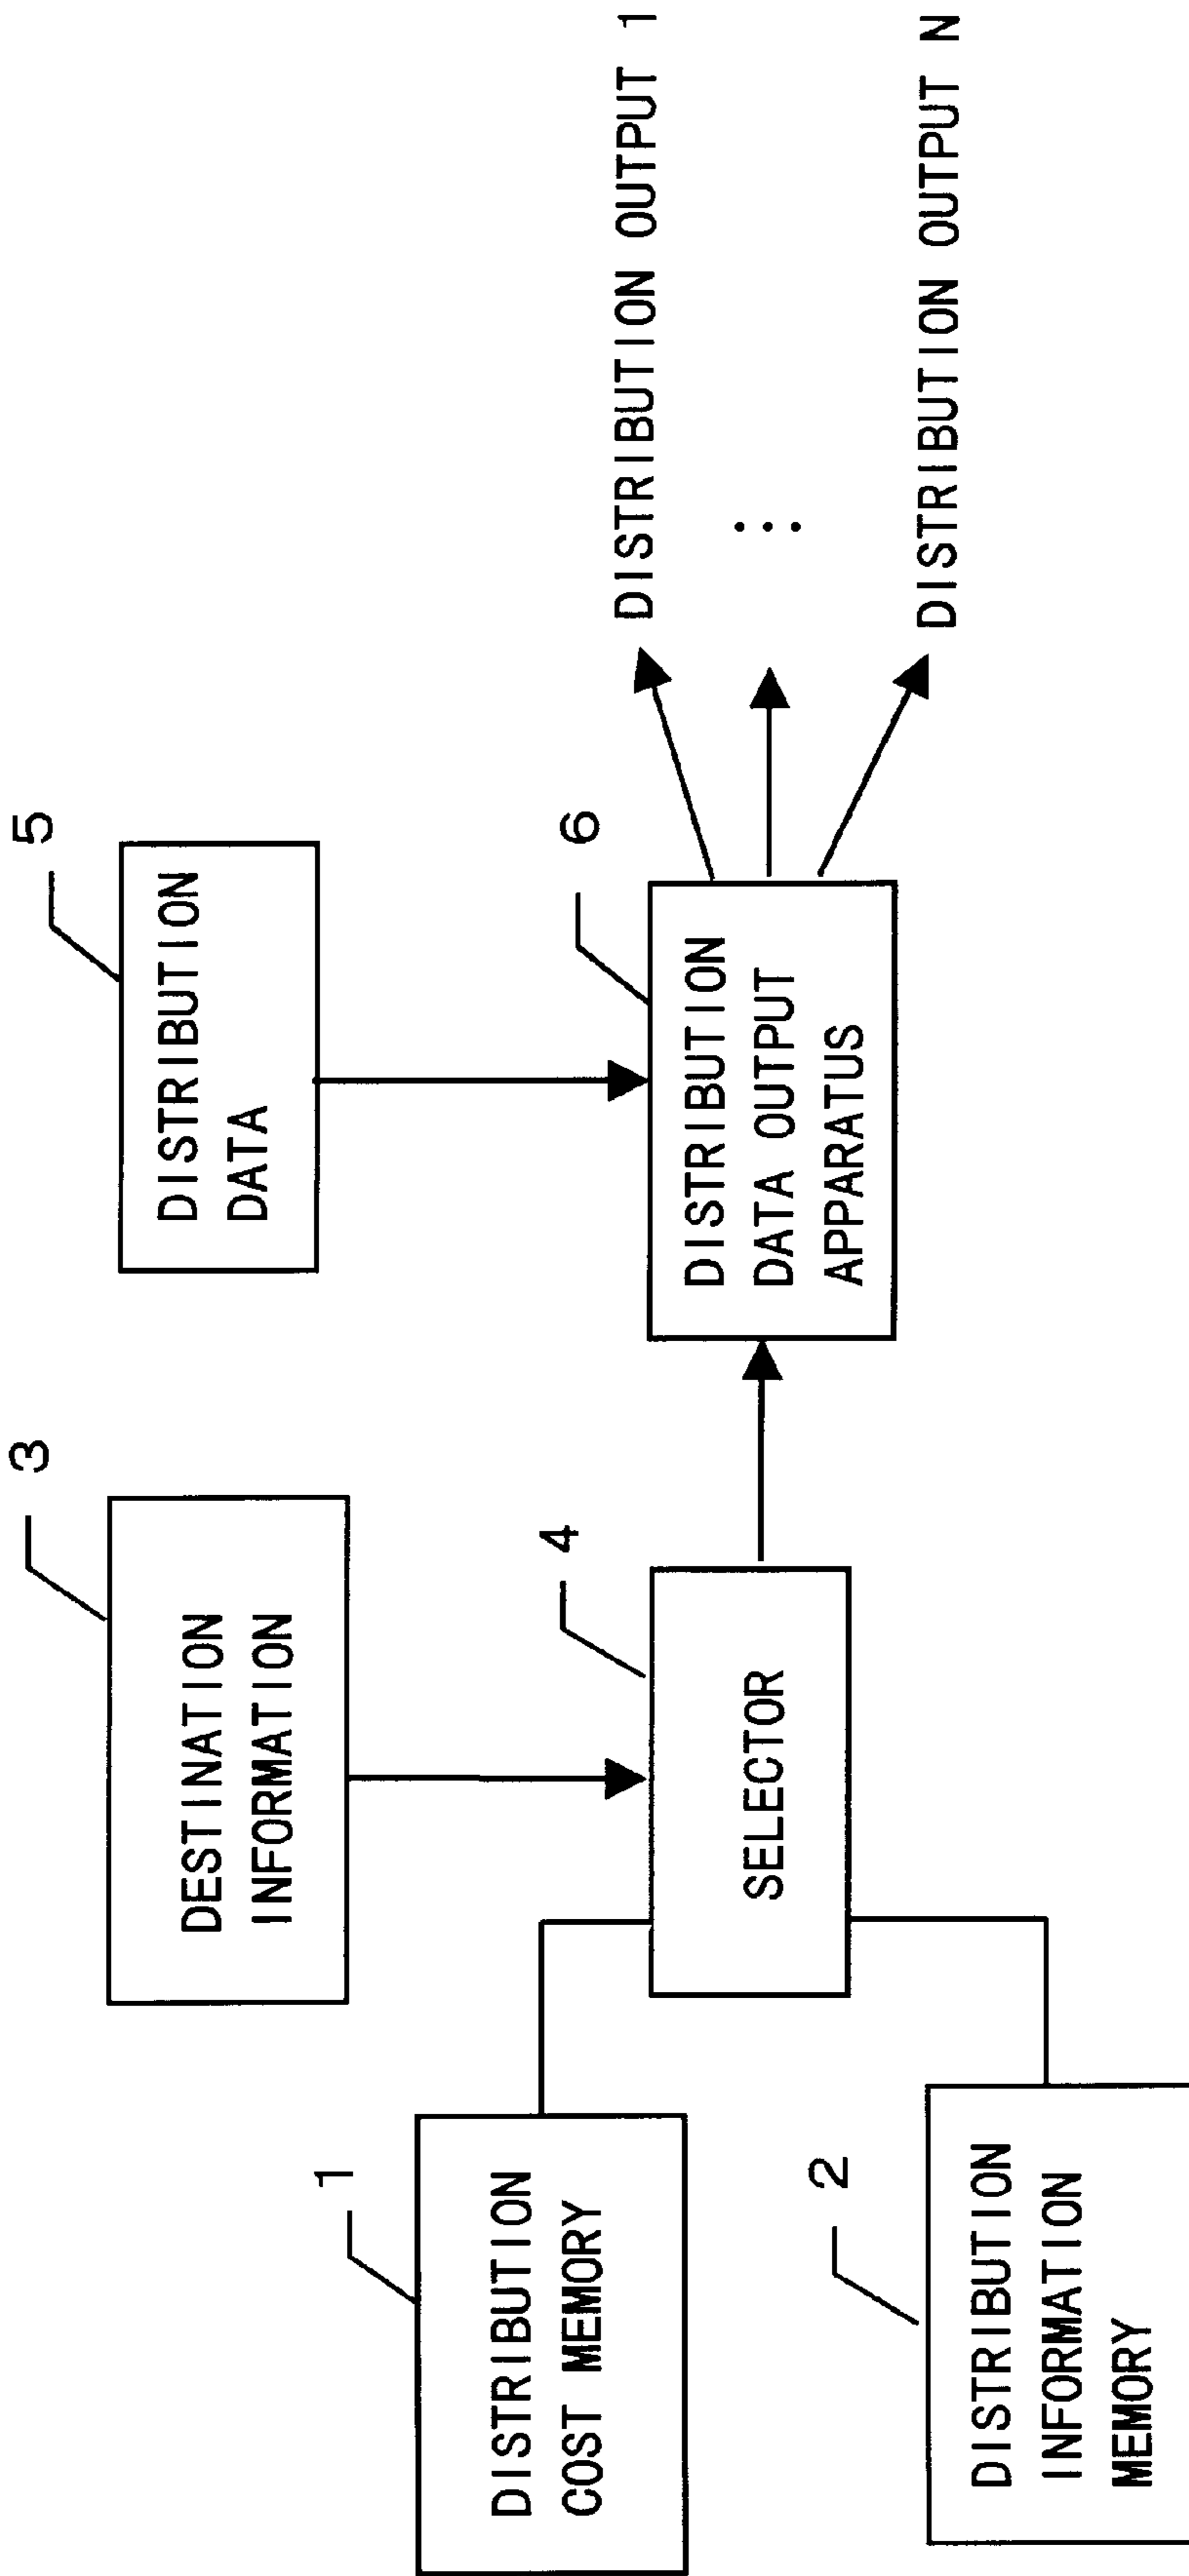 5
DISTRIBUTION
DATA
3
DESTINATION
INFORMATION
6
DISTRIBUTION
DATA OUTPUT
APPARATUS
DISTRIBUTION OUTPUT 1
...
DISTRIBUTION OUTPUT N
4
SELECTOR
1
DISTRIBUTION
COST MEMORY
2
DISTRIBUTION
INFORMATION
MEMORY